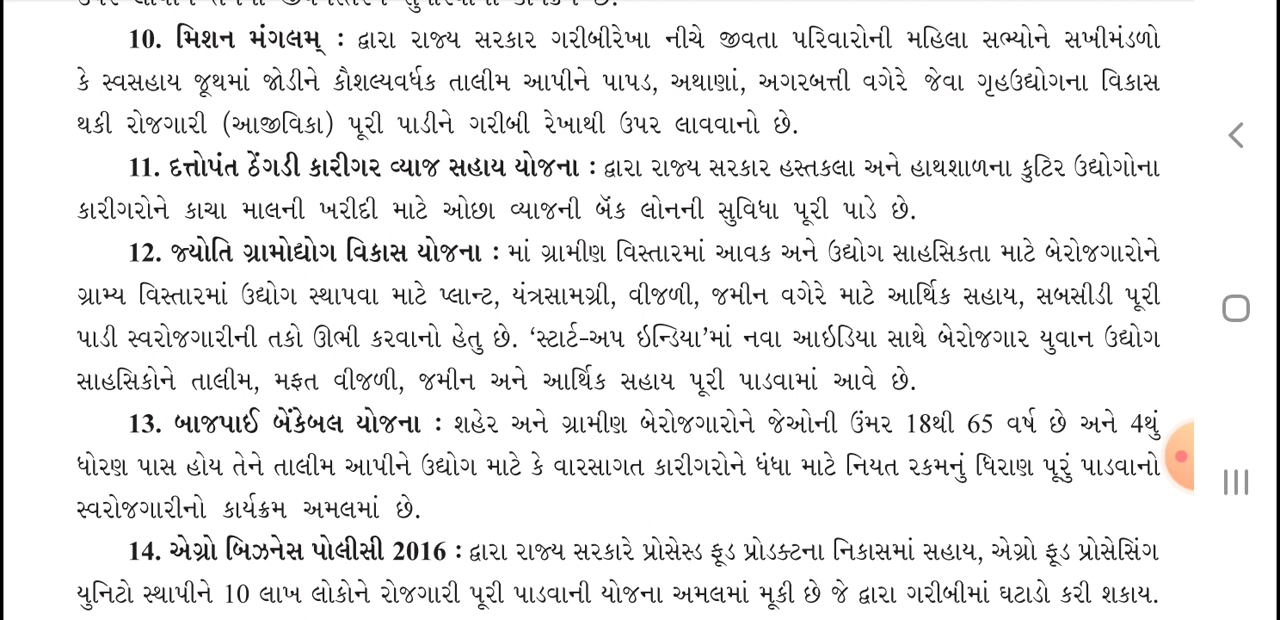 10. મિશન મંગલમ્ : દ્વારા રાજ્ય સરકાર ગરીબીરેખા નીચે જીવતા પરિવારોની મહિલા સભ્યોને સખીમંડળો
કે સ્વસહાય જૂથમાં જોડીને કૌશલ્યવર્ધક તાલીમ આપીને પાપડ, અથાણાં, અગરબત્તી વગેરે જેવા ગૃહઉદ્યોગના વિકાસ
થકી રોજગારી (આજીવિકા) પૂરી પાડીને ગરીબી રેખાથી ઉપર લાવવાનો છે.
11. દત્તોપંત ઠેંગડી કારીગર વ્યાજ સહાય યોજના : દ્વારા રાજ્ય સરકાર હસ્તકલા અને હાથશાળના કુટિર ઉદ્યોગોના
કારીગરોને કાચા માલની ખરીદી માટે ઓછા વ્યાજની બૅંક લોનની સુવિધા પૂરી પાડે છે.
12. જ્યોતિ ગ્રામોદ્યોગ વિકાસ યોજના : માં ગ્રામીણ વિસ્તારમાં આવક અને ઉદ્યોગ સાહસિકતા માટે બેરોજગારોને
ગ્રામ્ય વિસ્તારમાં ઉદ્યોગ સ્થાપવા માટે પ્લાન્ટ, યંત્રસામગ્રી, વીજળી, જમીન વગેરે માટે આર્થિક સહાય, સબસીડી પૂરી
પાડી સ્વરોજગારીની તકો ઊભી કરવાનો હેતુ છે. ‘સ્ટાર્ટ-અપ ઇન્ડિયા’માં નવા આઇડિયા સાથે બેરોજગાર યુવાન ઉદ્યોગ
સાહસિકોને તાલીમ, મફત વીજળી, જમીન અને આર્થિક સહાય પૂરી પાડવામાં આવે છે.
13. બાજપાઈ બેંકેબલ યોજના : શહેર અને ગ્રામીણ બેરોજગારોને જેઓની ઉંમર 18થી 65 વર્ષ છે અને 4થું
ધોરણ પાસ હોય તેને તાલીમ આપીને ઉદ્યોગ માટે કે વારસાગત કારીગરોને ધંધા માટે નિયત રકમનું ધિરાણ પૂરું પાડવાનો
સ્વરોજગારીનો કાર્યક્રમ અમલમાં છે.
14. એગ્રો બિઝનેસ પોલીસી 2016 : દ્વારા રાજ્ય સરકારે પ્રોસેસ્ડ ફૂડ પ્રોડક્ટના નિકાસમાં સહાય, એગ્રો ફૂડ પ્રોસેસિંગ
યુનિટો સ્થાપીને 10 લાખ લોકોને રોજગારી પૂરી પાડવાની યોજના અમલમાં મૂકી છે જે દ્વારા ગરીબીમાં ઘટાડો કરી શકાય.